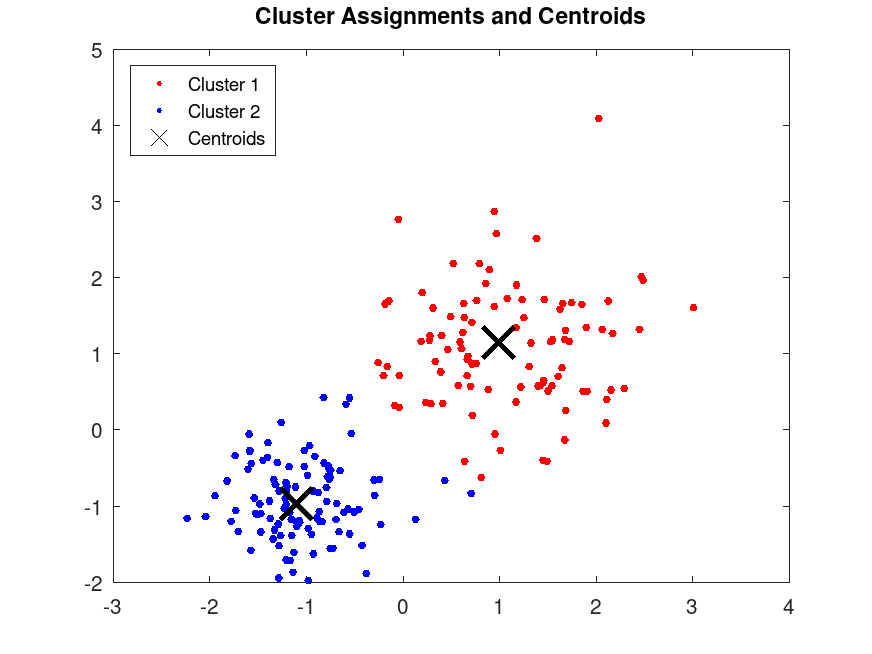 Cluster Assignments and Centroids
5
4
3
2
1
0
-1
-2
Cluster 1
Cluster 2
Centroids
-3 -2 -1 0 1 2 3 4